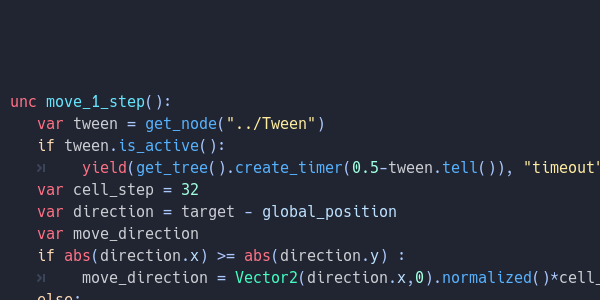 unc move_1_step():
var tween = get_node("../Tween")
if tween.is_active():
yield(get_tree().create_timer(0.5-tween.tell()), "timeout"
var cell_step = 32
var direction = target - global_position
var move_direction
if abs(direction.x) >= abs(direction.y) :
move_direction = Vector2(direction.x,0).normalized()*cell_
else: